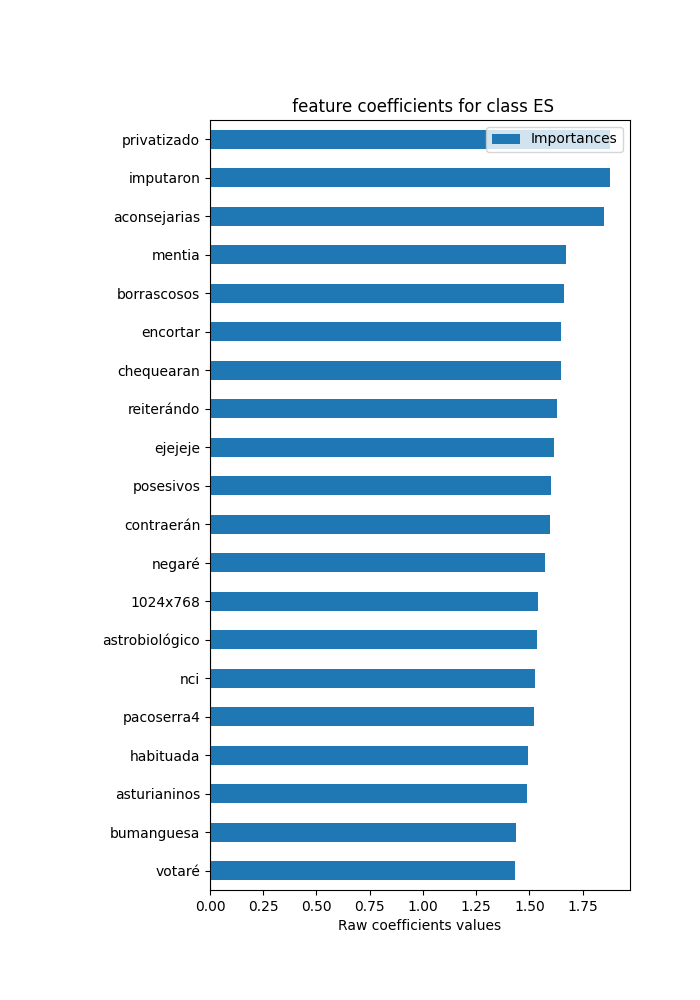 feature coefficients for class ES
Importances
privatizado
imputaron
aconsejarias
mentia
borrascosos
encortar
chequearan
reiterándo
ejejeje
posesivos
contraerán
negaré
1024x768
astrobiológico
nci
pacoserra4
habituada
asturianinos
bumanguesa
votaré
0.00 0.25 0.50 0.75 1.00 1.25 1.50 1.75
Raw coefficients values